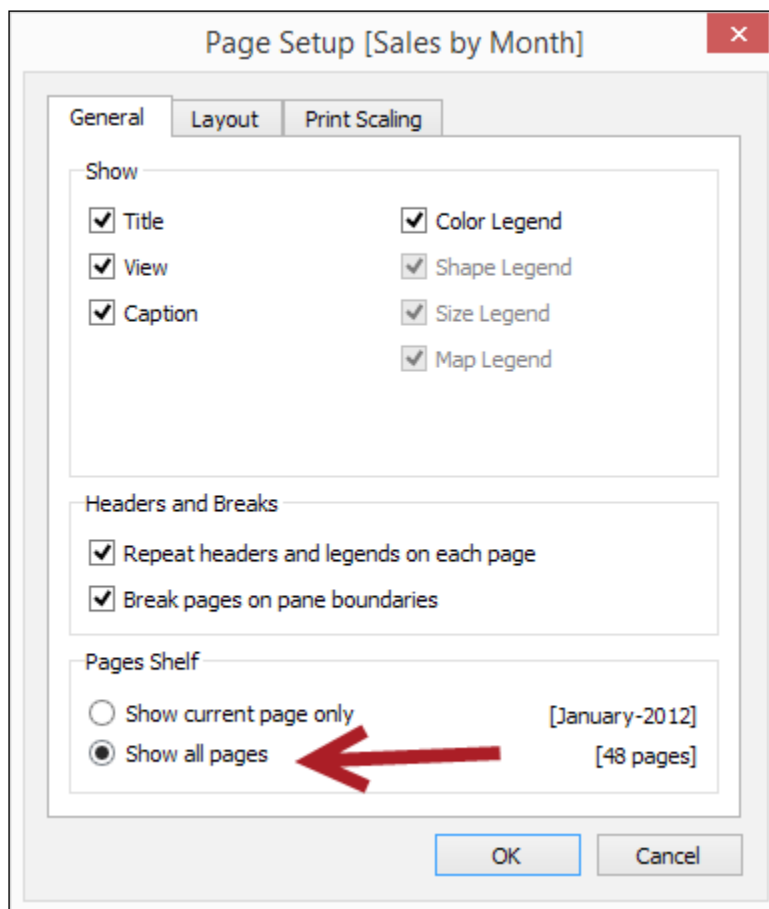 Page Setup [Sales by Month]
General Layout Print Scaling
Show
Title Color Legend
View Shape Legend
Caption Size Legend
Map Legend
Headers and Breaks
Repeat headers and legends on each page
Break pages on pane boundaries
Pages Shelf
Show current page only [January-2012]
Show all pages [48 pages]
OK Cancel